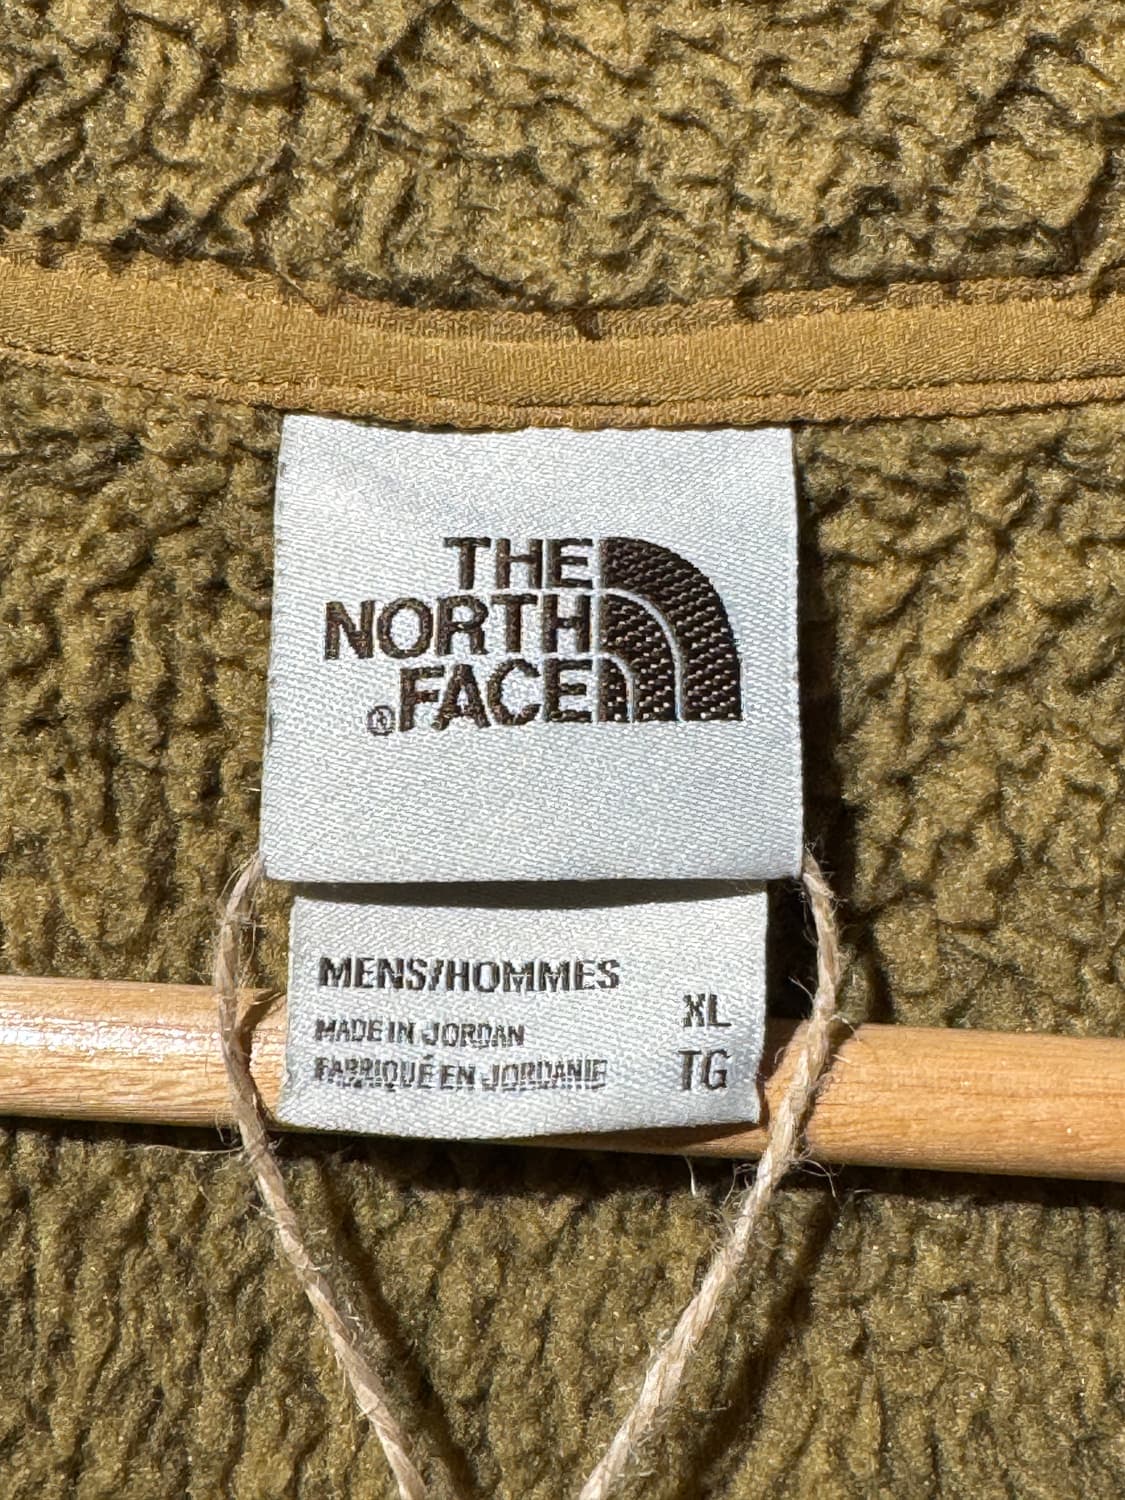 THE
NORTH
®FACE
MENS/HOMMES
MADE IN JORDAN
FABRIQUÉ EN JORDANIE
XL
TG